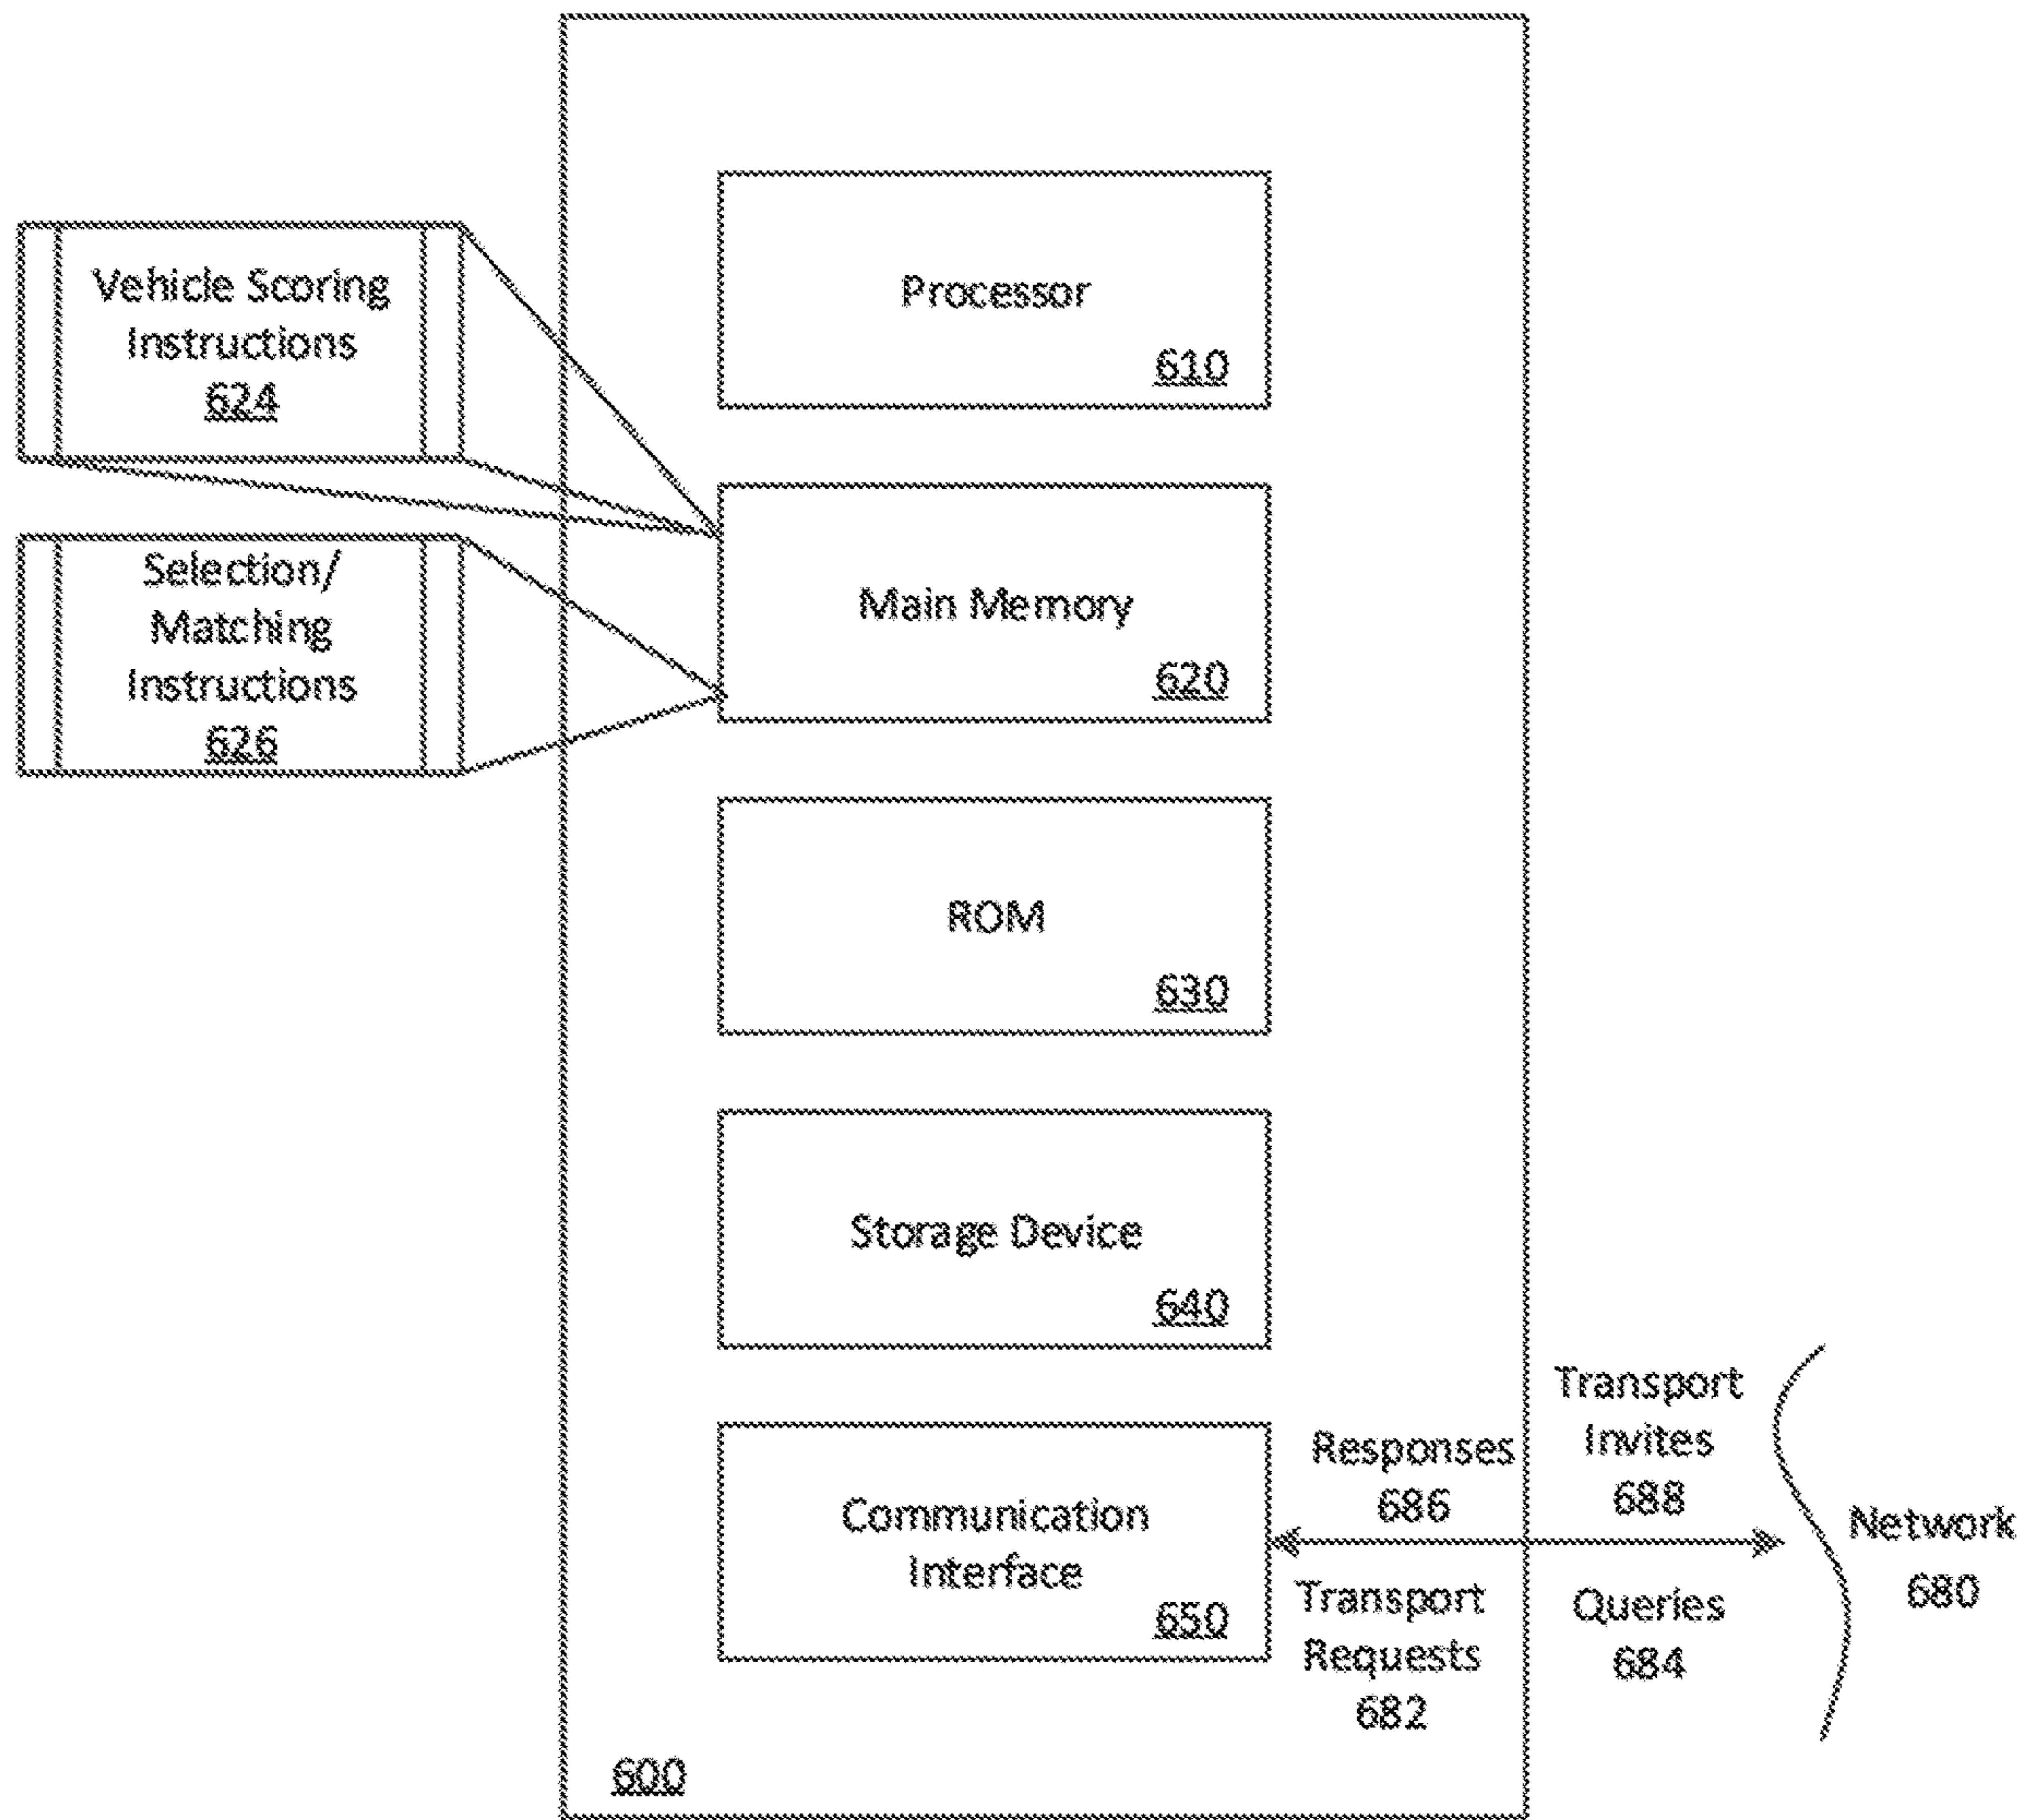 Processor
610
Vehicle Scoring
Instructions
624
Main Memory
620
Selection/
Matching
Instructions
626
ROM
630
Storage Device
640
Communication
Interface
650
Responses
686
Transport
Requests
682
Transport
Invites
688
Queries
684
Network
680
600